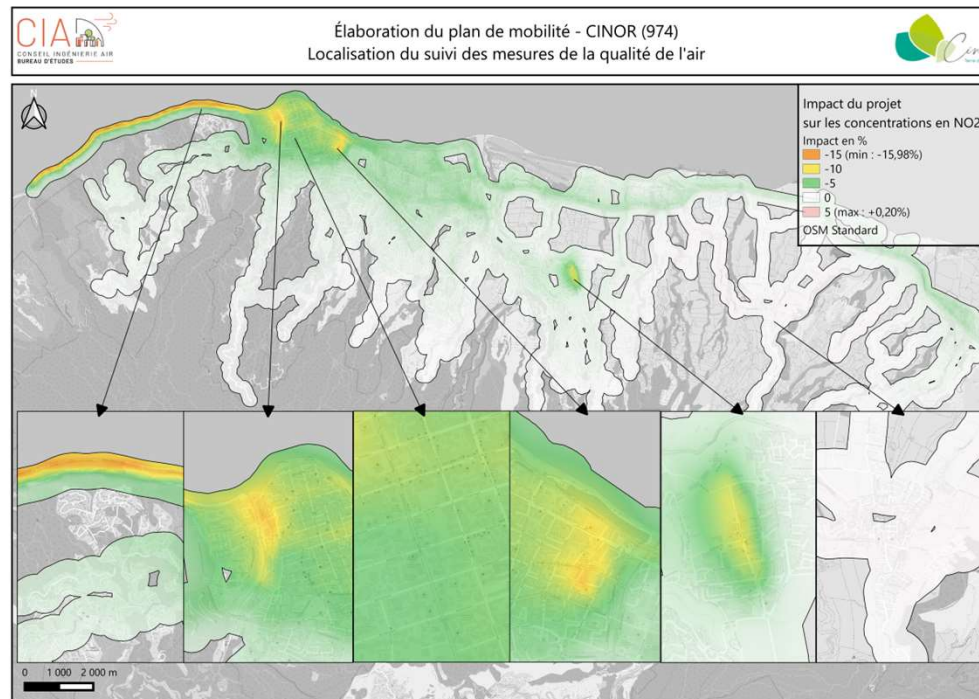 CIA
CONSEIL INGÉNIERIE AIR
BUREAU D'ÉTUDES
Élaboration du plan de mobilité - CINOR (974)
Localisation du suivi des mesures de la qualité de l'air
N
Impact du projet
sur les concentrations en NO2
Impact en %
-15 (min : -15,98%)
-10
-5
0
5 (max : +0,20%)
OSM Standard
0 1 000 2 000 m